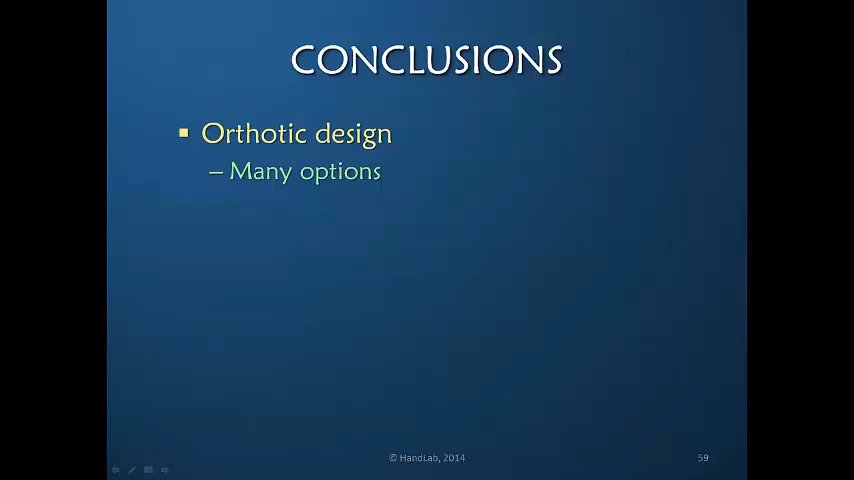 CONCLUSIONS
▪ Orthotic design
– Many options
© HandLab, 2014
59